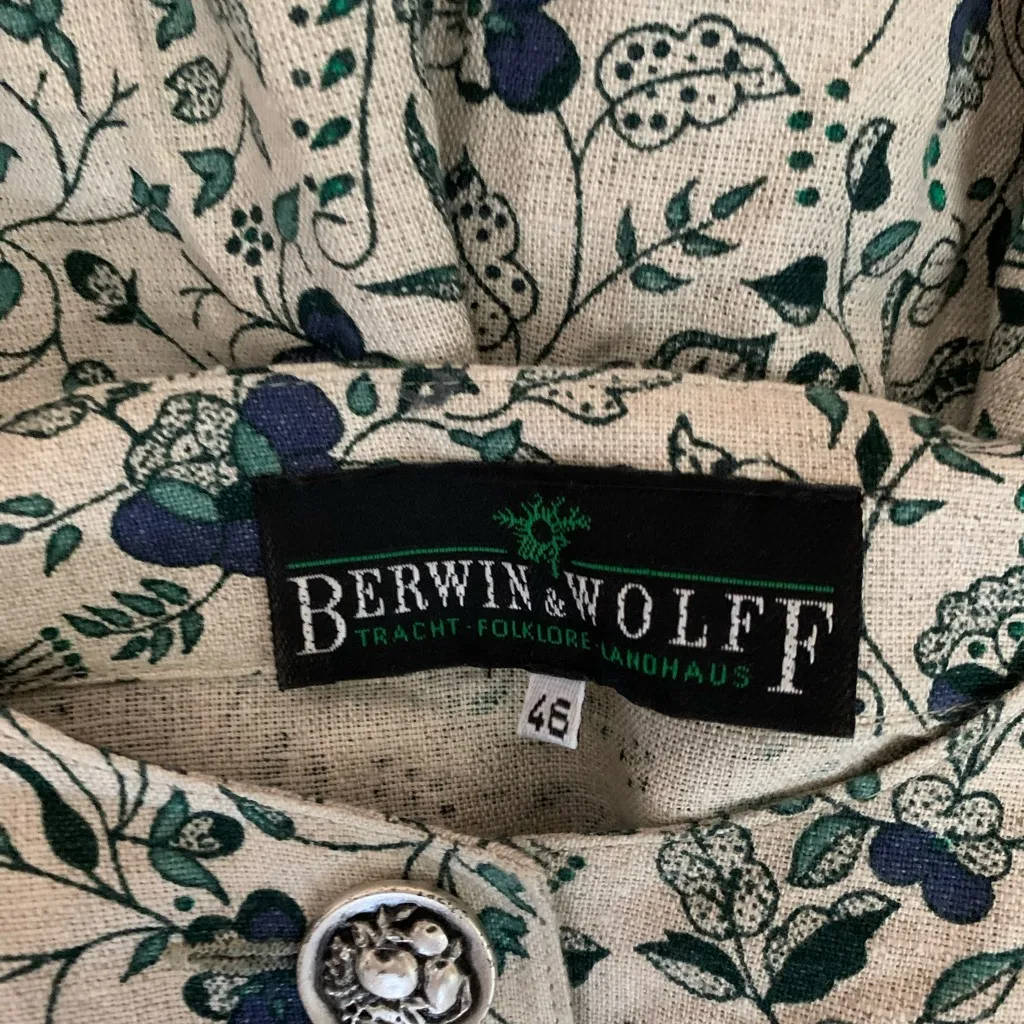 BERWIN & WOLFF
TRACHT · FOLKLORE · LANDHAUS
46